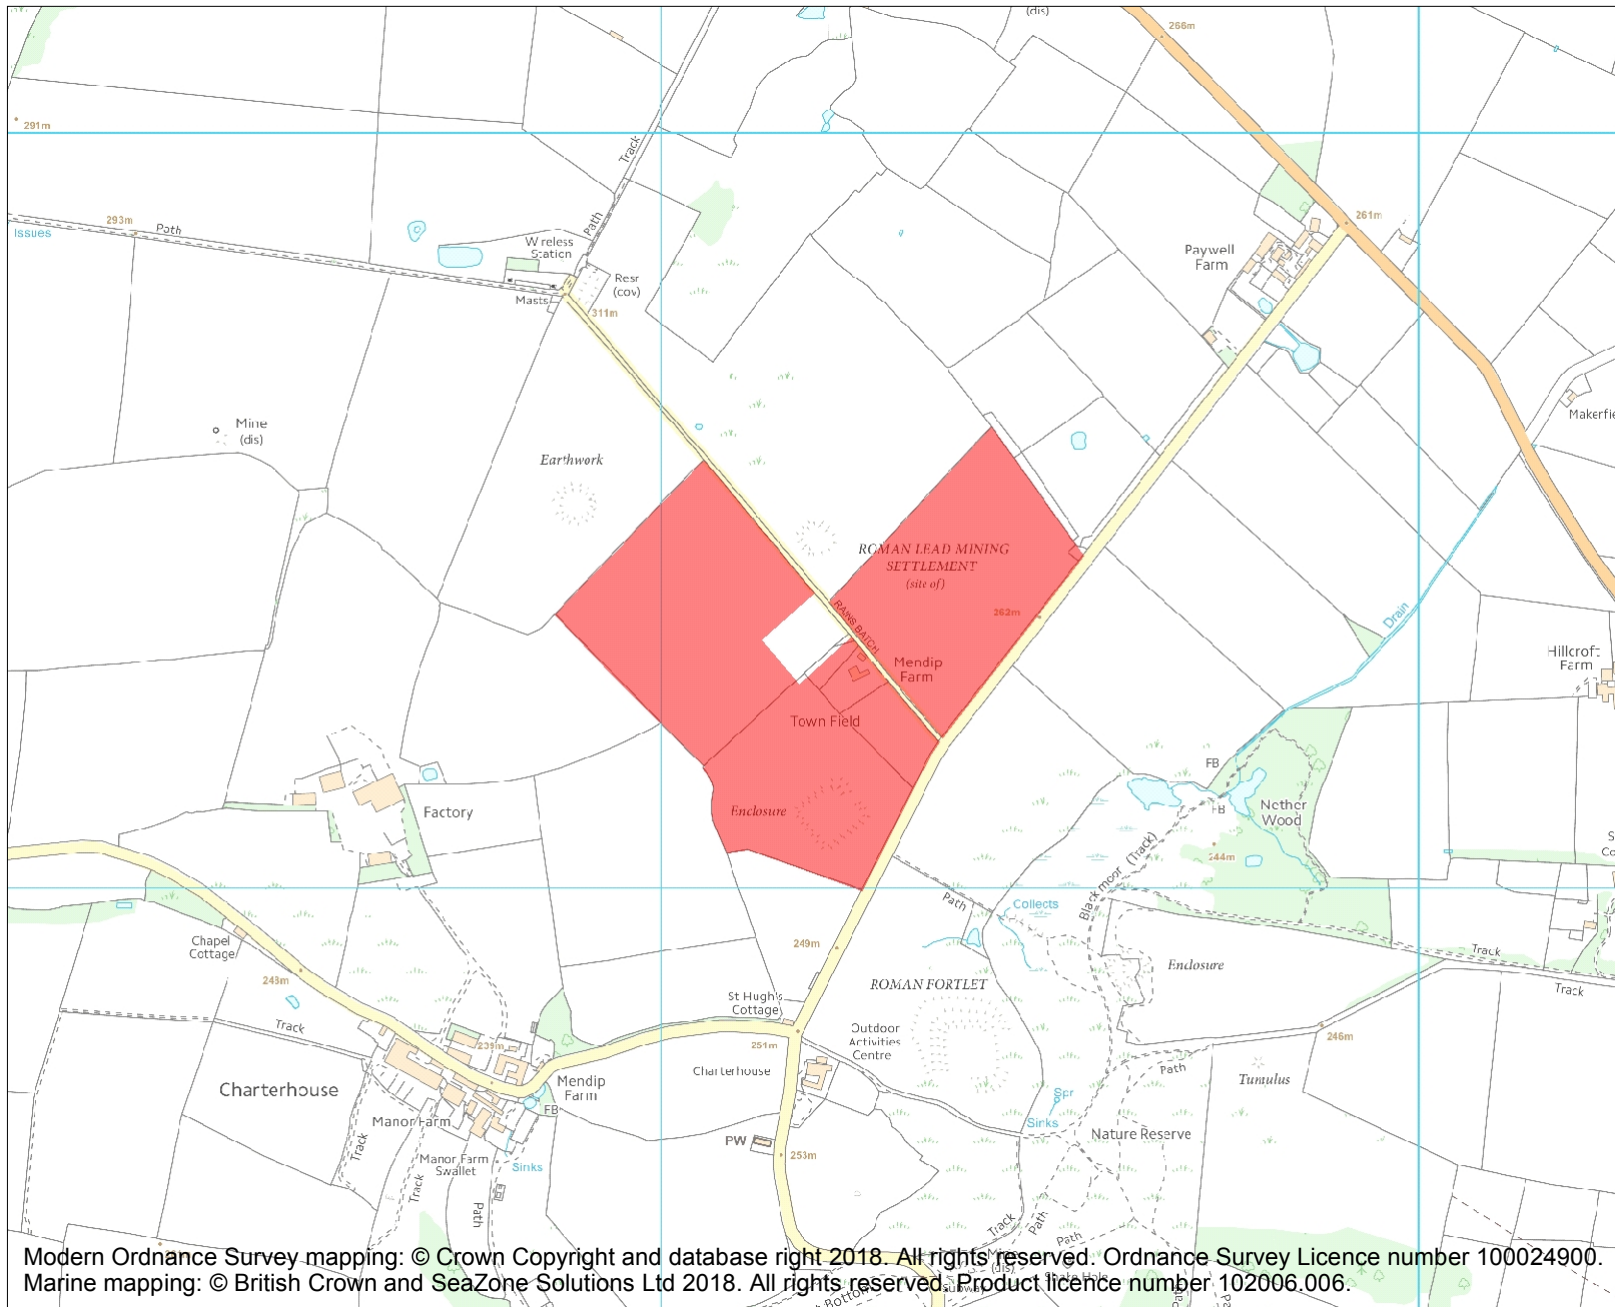 (dis)
266m
291m
Track
293m
Path
Issues
Path
Wireless
Station
Resr
(cov)
Masts
311m
261m
Paywell
Farm
Mine
(dis)
Earthwork
Makerfie
ROMAN LEAD MINING
SETTLEMENT
(site of)
262m
RAINS BATCH
Mendip
Farm
Town Field
Enclosure
Drain
Hillcroft
Farm
Factory
FB
FB
Nether
Wood
244m
S
Co
Black moor (Track)
Path
Collects
Chapel
Cottage
248m
249m
ROMAN FORTLET
Enclosure
Track
Track
St Hugh's
Cottage
251m
Outdoor
Activities
Centre
Charterhouse
246m
Path
Tumulus
Track
239m
Charterhouse
Mendip
Farm
FB
Manor Farm
Spr
Sinks
Nature Reserve
PW
253m
Track
Manor Farm
Swallet
Sinks
Track
Path
Track
Path
Path
Modern Ordnance Survey mapping: © Crown Copyright and database right 2018. All rights reserved. Ordnance Survey Licence number 100024900.
Marine mapping: © British Crown and SeaZone Solutions Ltd 2018. All rights reserved. Product licence number 102006.006.